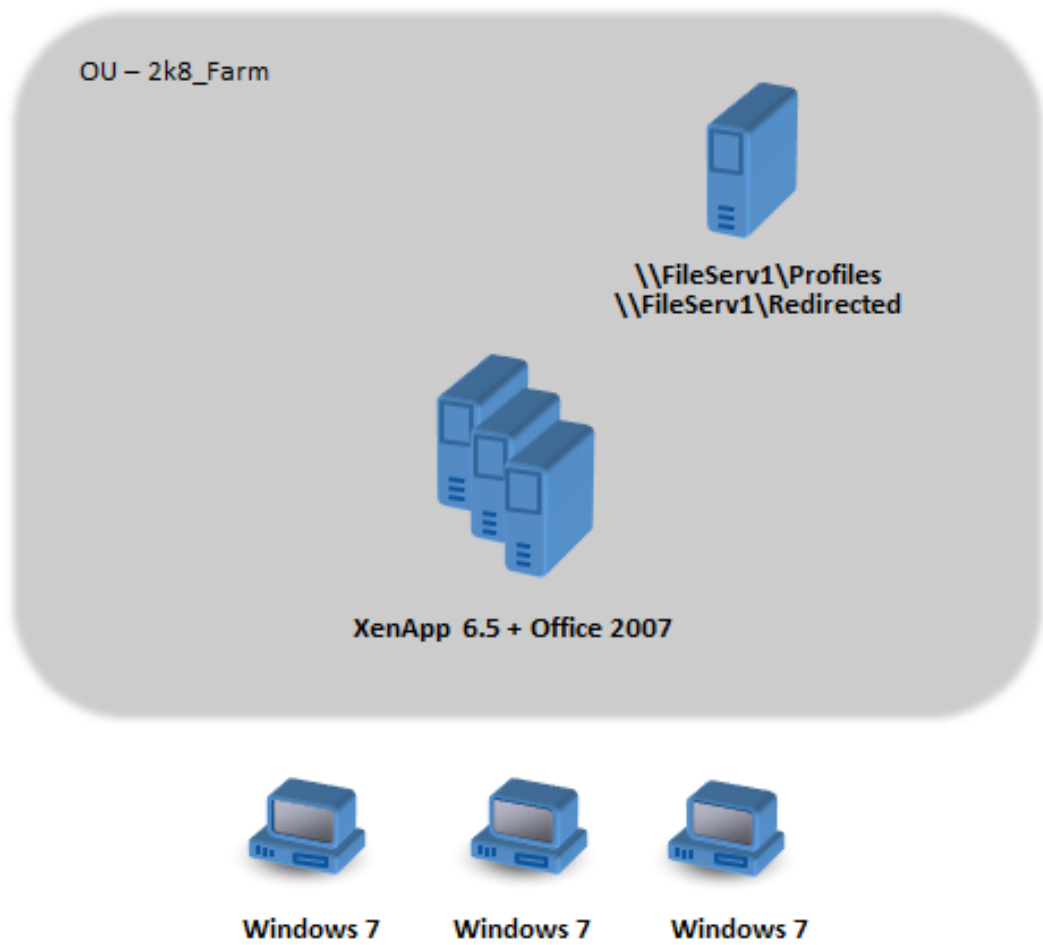 OU – 2k8_Farm
\\FileServ1\Profiles
\\FileServ1\Redirected
XenApp 6.5 + Office 2007
Windows 7
Windows 7
Windows 7